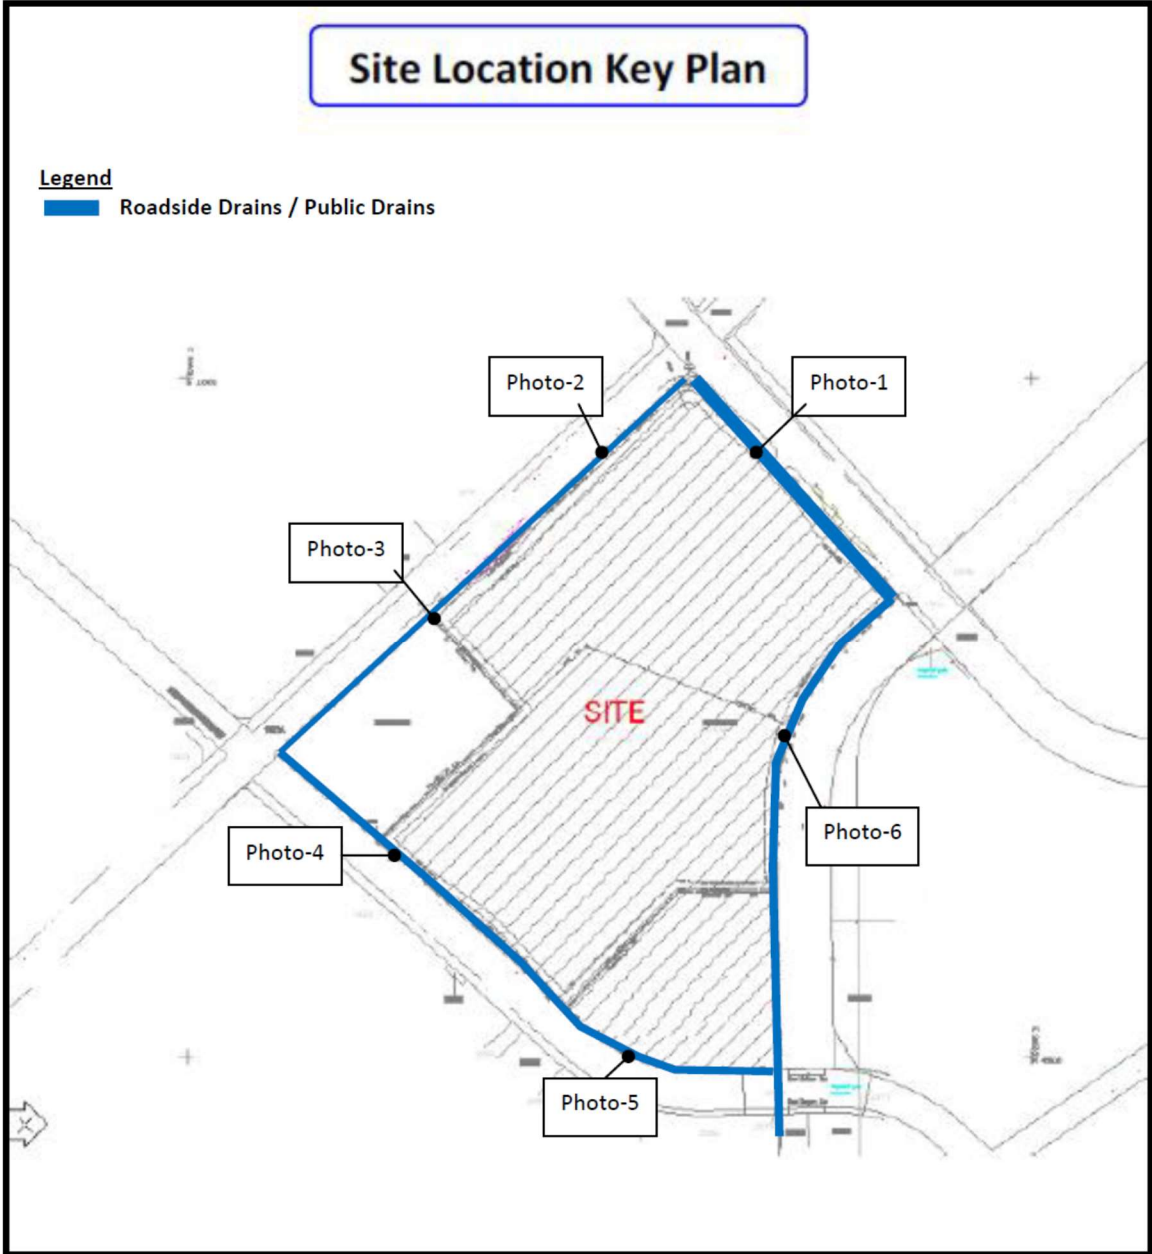 Site Location Key Plan
Legend
Roadside Drains / Public Drains
Photo-2
Photo-1
Photo-3
SITE
Photo-6
Photo-4
Photo-5